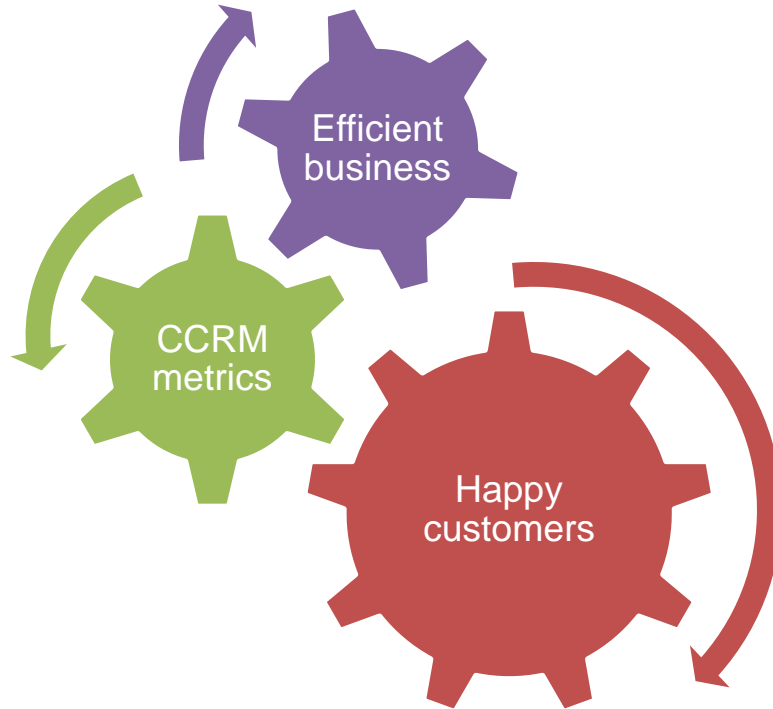 Efficient
business
CCRM
metrics
Happy
customers